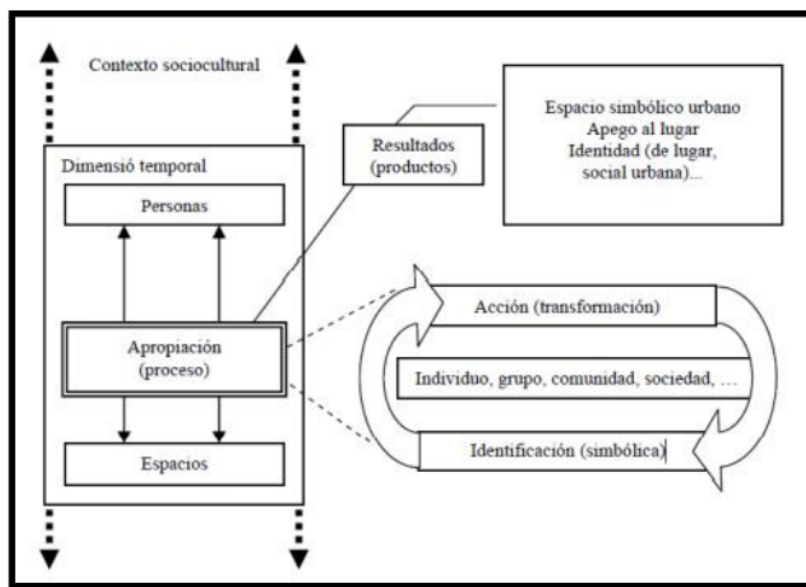 Contexto sociocultural
Dimensió temporal
Personas
Apropiación
(proceso)
Espacios
Resultados
(productos)
Espacio simbólico urbano
Apego al lugar
Identidad (de lugar,
social urbana)...
Acción (transformación)
Individuo, grupo, comunidad, sociedad, …
Identificación (simbólica)